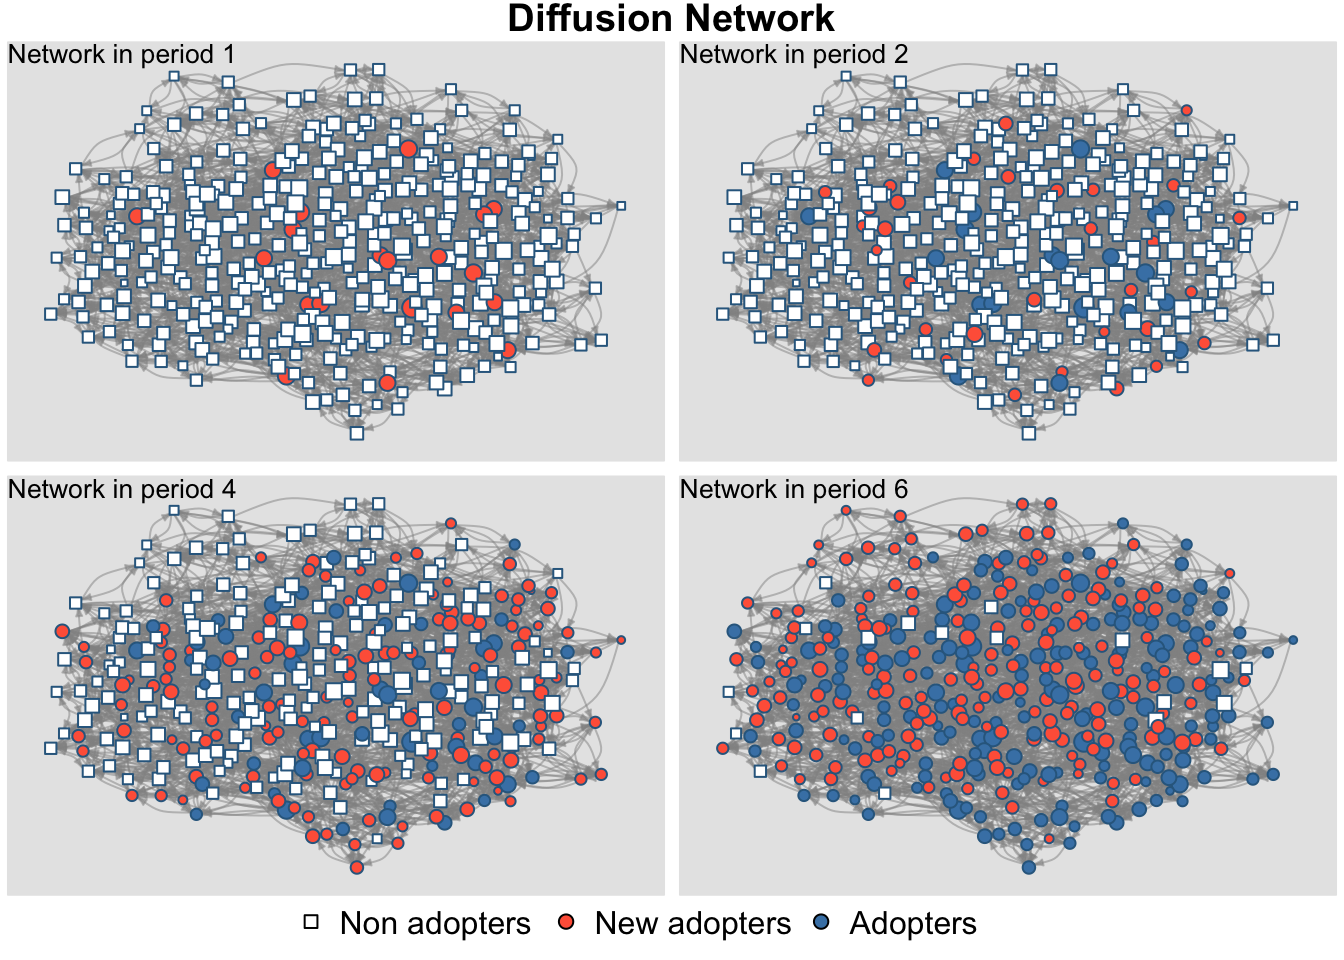 Diffusion Network
Network in period 1
Network in period 2
Network in period 4
Network in period 6
Non adopters New adopters Adopters